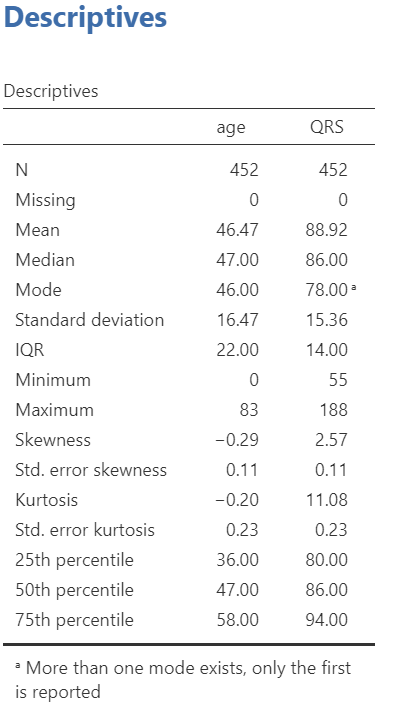 Descriptives
Descriptives
age QRS
N 452 452
Missing 0 0
Mean 46.47 88.92
Median 47.00 86.00
Mode 46.00 78.00 ᵃ
Standard deviation 16.47 15.36
IQR 22.00 14.00
Minimum 0 55
Maximum 83 188
Skewness −0.29 2.57
Std. error skewness 0.11 0.11
Kurtosis −0.20 11.08
Std. error kurtosis 0.23 0.23
25th percentile 36.00 80.00
50th percentile 47.00 86.00
75th percentile 58.00 94.00
ᵃ More than one mode exists, only the first
is reported